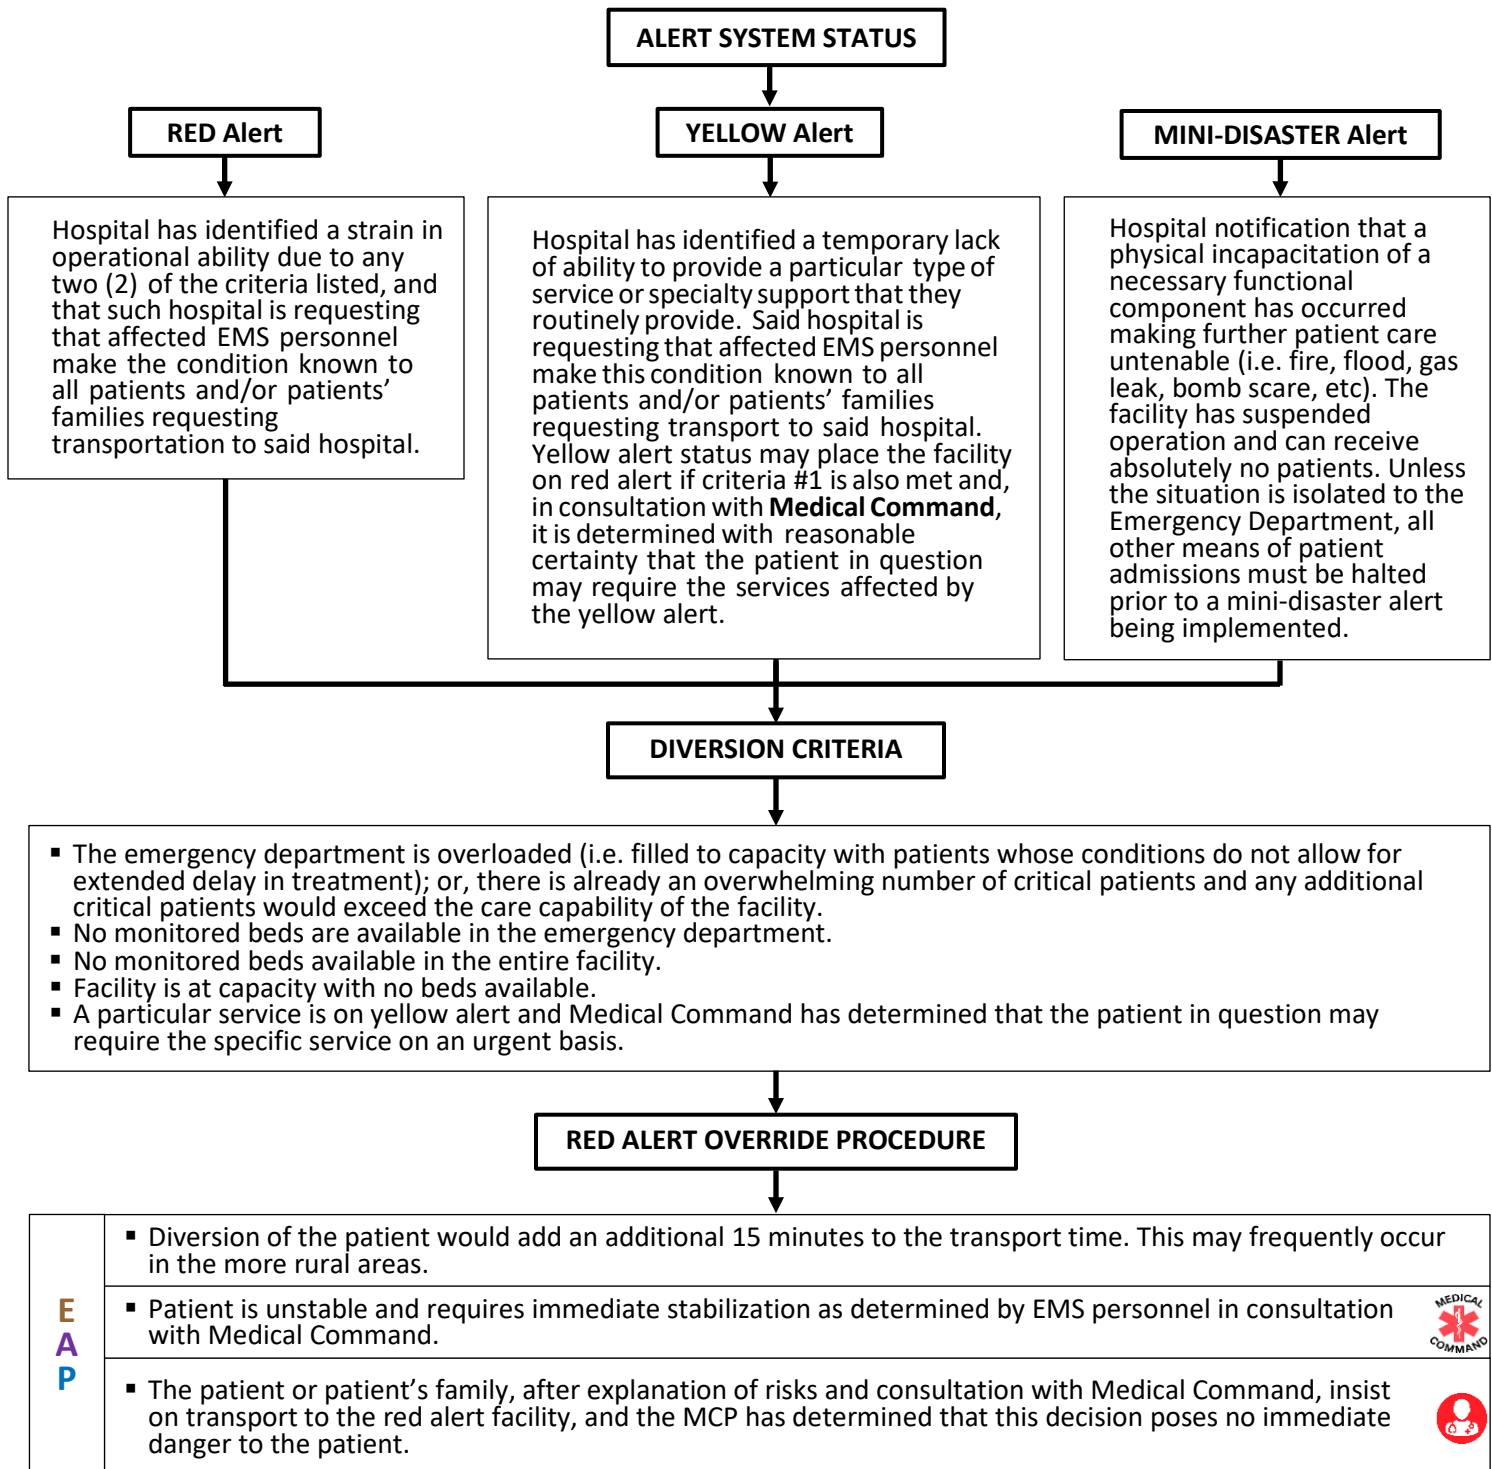 ALERT SYSTEM STATUS
RED Alert
YELLOW Alert
MINI-DISASTER Alert
Hospital has identified a strain in
operational ability due to any
two (2) of the criteria listed, and
that such hospital is requesting
that affected EMS personnel
make the condition known to
all patients and/or patients’
families requesting
transportation to said hospital.
Hospital has identified a temporary lack
of ability to provide a particular type of
service or specialty support that they
routinely provide. Said hospital is
requesting that affected EMS personnel
make this condition known to all
patients and/or patients’ families
requesting transport to said hospital.
Yellow alert status may place the facility
on red alert if criteria #1 is also met and,
in consultation with Medical Command,
it is determined with reasonable
certainty that the patient in question
may require the services affected by
the yellow alert.
Hospital notification that a
physical incapacitation of a
necessary functional
component has occurred
making further patient care
untenable (i.e. fire, flood, gas
leak, bomb scare, etc). The
facility has suspended
operation and can receive
absolutely no patients. Unless
the situation is isolated to the
Emergency Department, all
other means of patient
admissions must be halted
prior to a mini-disaster alert
being implemented.
DIVERSION CRITERIA
▪ The emergency department is overloaded (i.e. filled to capacity with patients whose conditions do not allow for
extended delay in treatment); or, there is already an overwhelming number of critical patients and any additional
critical patients would exceed the care capability of the facility.
▪ No monitored beds are available in the emergency department.
▪ No monitored beds available in the entire facility.
▪ Facility is at capacity with no beds available.
▪ A particular service is on yellow alert and Medical Command has determined that the patient in question may
require the specific service on an urgent basis.
RED ALERT OVERRIDE PROCEDURE
E
A
P
▪ Diversion of the patient would add an additional 15 minutes to the transport time. This may frequently occur
in the more rural areas.
▪ Patient is unstable and requires immediate stabilization as determined by EMS personnel in consultation
with Medical Command.
MEDICAL
COMMAND
▪ The patient or patient’s family, after explanation of risks and consultation with Medical Command, insist
on transport to the red alert facility, and the MCP has determined that this decision poses no immediate
danger to the patient.